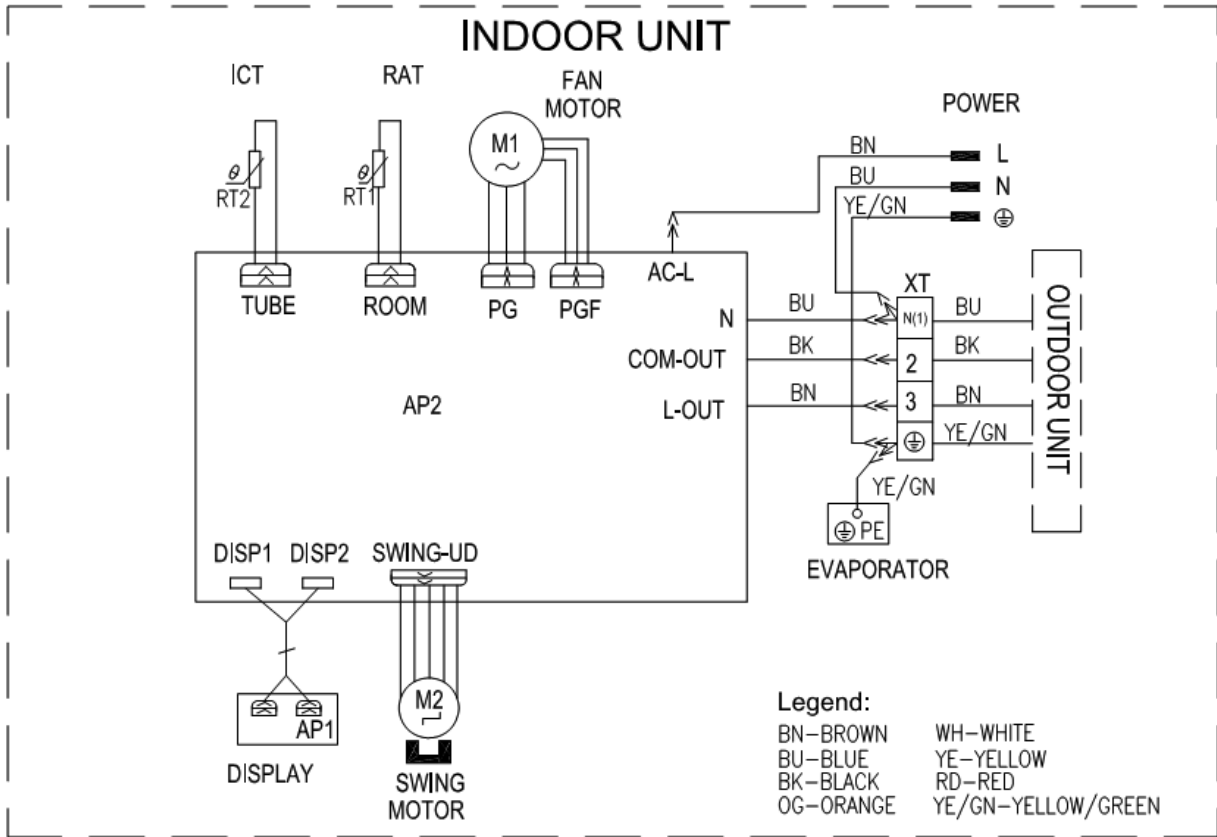 INDOOR UNIT
ICT
RAT
FAN
MOTOR
POWER
M1
θ
RT2
θ
RT1
BN
L
BU
N
YE/GN
TUBE
ROOM
PG
PGF
AC-L
XT
N
BU
N(1)
BU
COM-OUT
BK
2
BK
AP2
L-OUT
BN
3
BN
YE/GN
OUTDOOR UNIT
YE/GN
PE
EVAPORATOR
DISP1
DISP2
SWING-UD
M2
AP1
DISPLAY
SWING
MOTOR
Legend:
BN-BROWN WH-WHITE
BU-BLUE YE-YELLOW
BK-BLACK RD-RED
OG-ORANGE YE/GN-YELLOW/GREEN